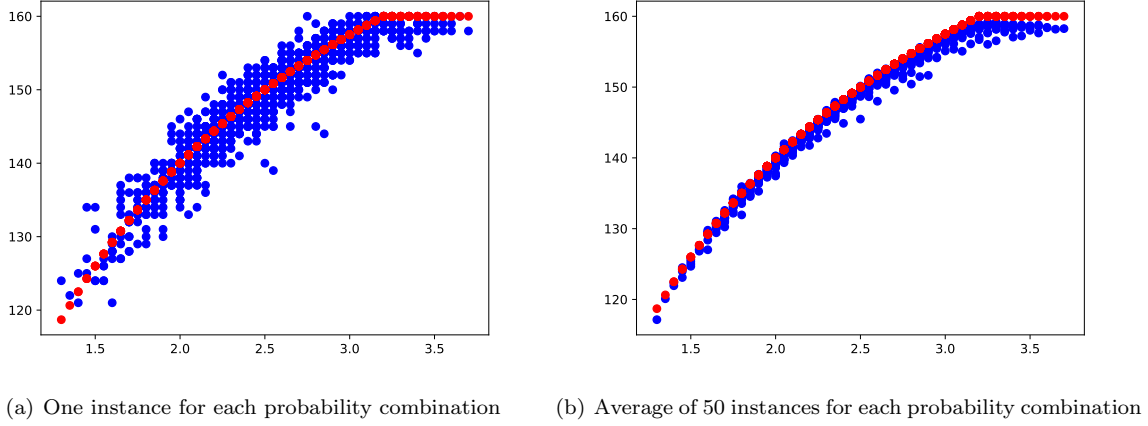 160
150
140
130
120
1.5 2.0 2.5 3.0 3.5
160
150
140
130
120
1.5 2.0 2.5 3.0 3.5
(a) One instance for each probability combination
(b) Average of 50 instances for each probability combination